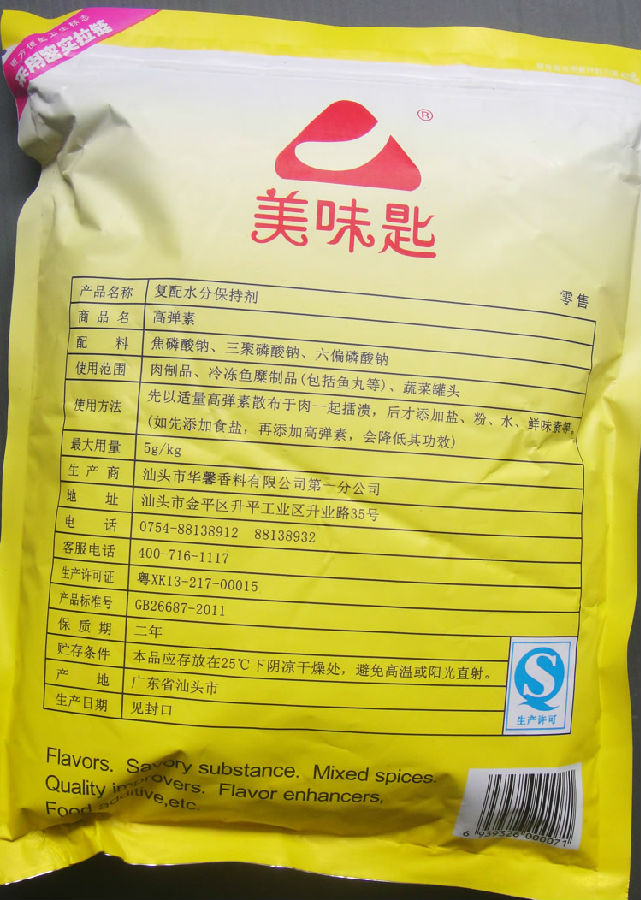 采用密实拉链
®
美味匙
零售
产品名称 复配水分保持剂
商品名 高弹素
配料 焦磷酸钠、三聚磷酸钠、六偏磷酸钠
使用范围 肉制品、冷冻鱼糜制品(包括鱼丸等)、蔬菜罐头
使用方法 先以适量高弹素散布于肉一起插溃，后才添加盐、粉、水、鲜味素等，
(如先添加食盐，再添加高弹素，会降低其功效)
最大用量 5g/kg
生产商 汕头市华馨香料有限公司第一分公司
地址 汕头市金平区升平工业区升业路35号
电话 0754-88138912 88138932
客服电话 400-716-1117
生产许可证 粤XK13-217-00015
产品标准号 GB26687-2011
保质期 二年
贮存条件 本品应存放在25℃下阴凉干燥处，避免高温或阳光直射。
产地 广东省汕头市
生产日期 见封口
生产许可
Flavors. Savory substance. Mixed spices.
Quality improvers. Flavor enhancers,
Food additive,etc.
6 939326 000071